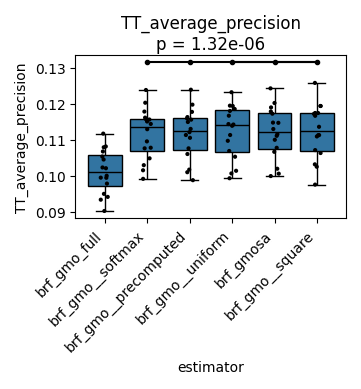 TT_average_precision
p = 1.32e-06
TT_average_precision
0.13
0.12
0.11
0.10
0.09
brf_gmo_full
brf_gmo__softmax
brf_gmo__precomputed
brf_gmo__uniform
brf_gmosa
brf_gmo__square
estimator